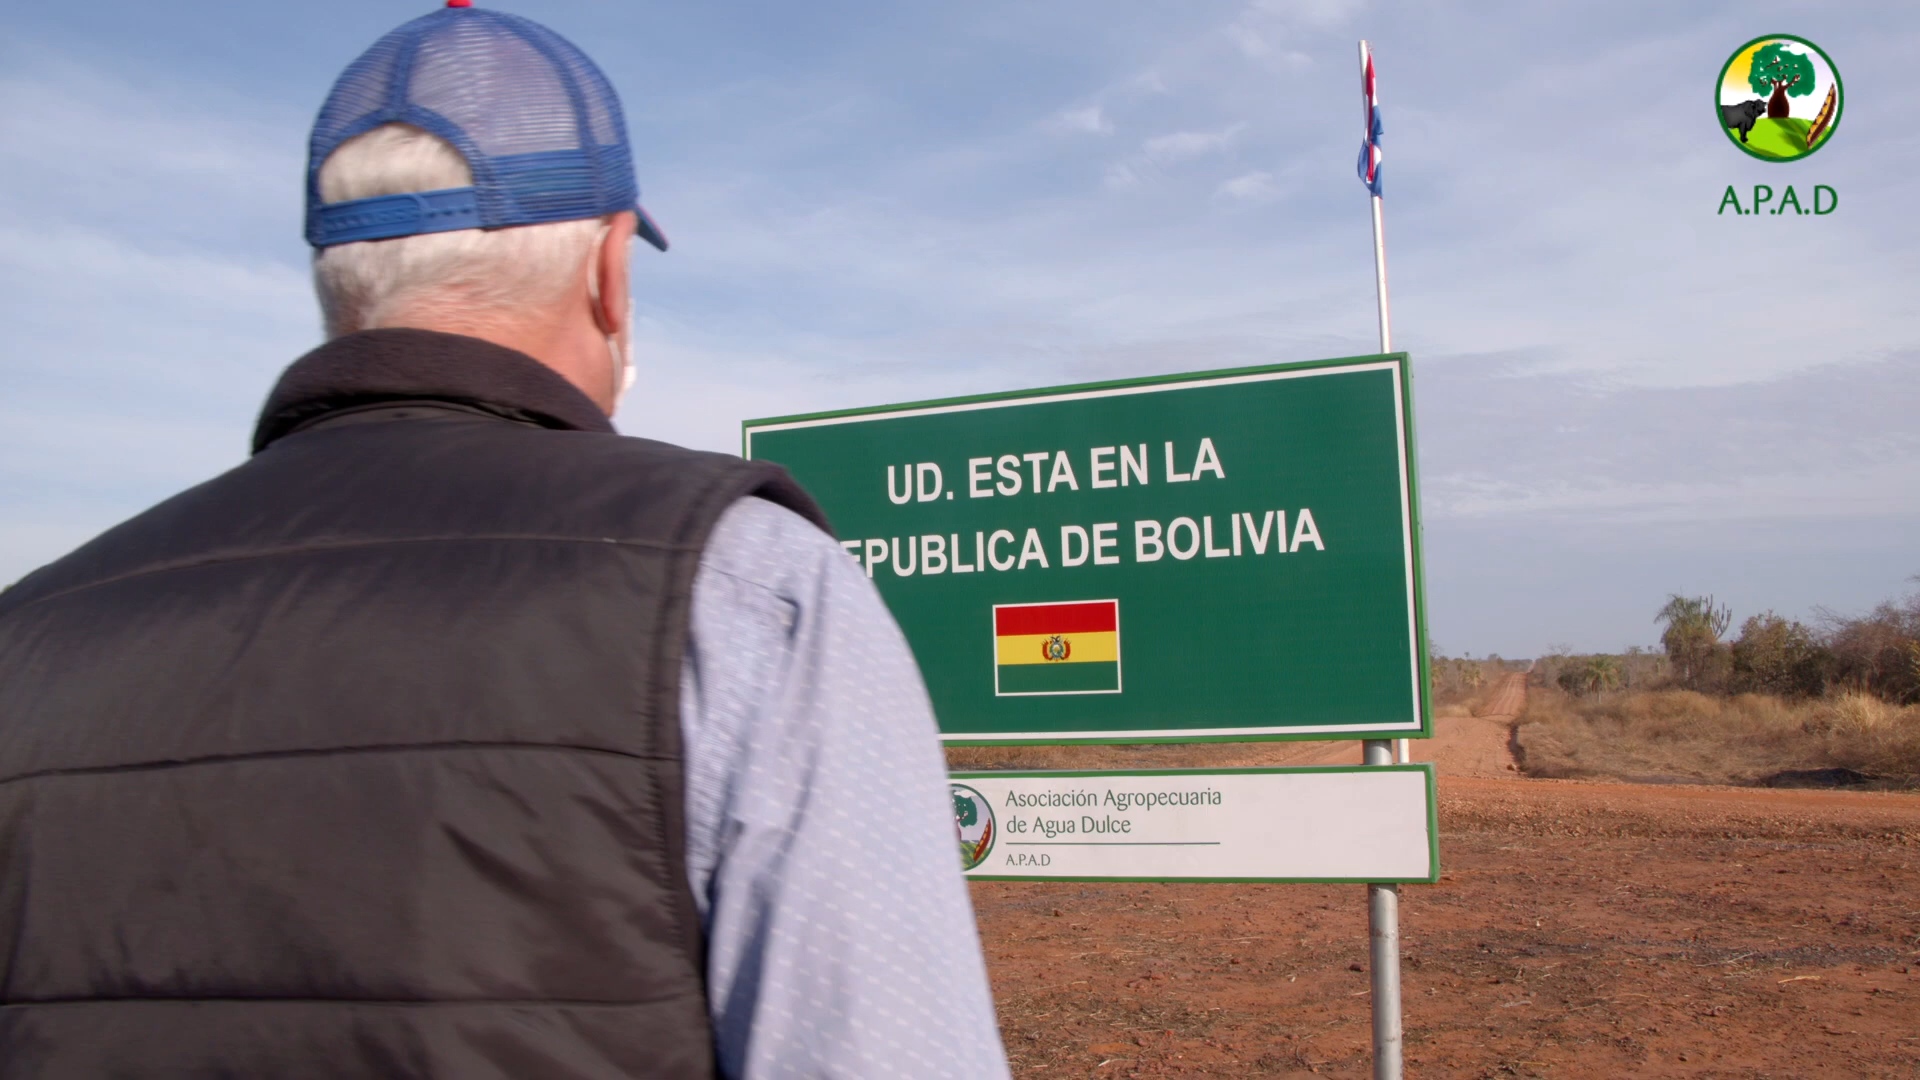 A.P.A.D
UD. ESTA EN LA
EPUBLICA DE BOLIVIA
Asociación Agropecuaria
de Agua Dulce
A.P.A.D